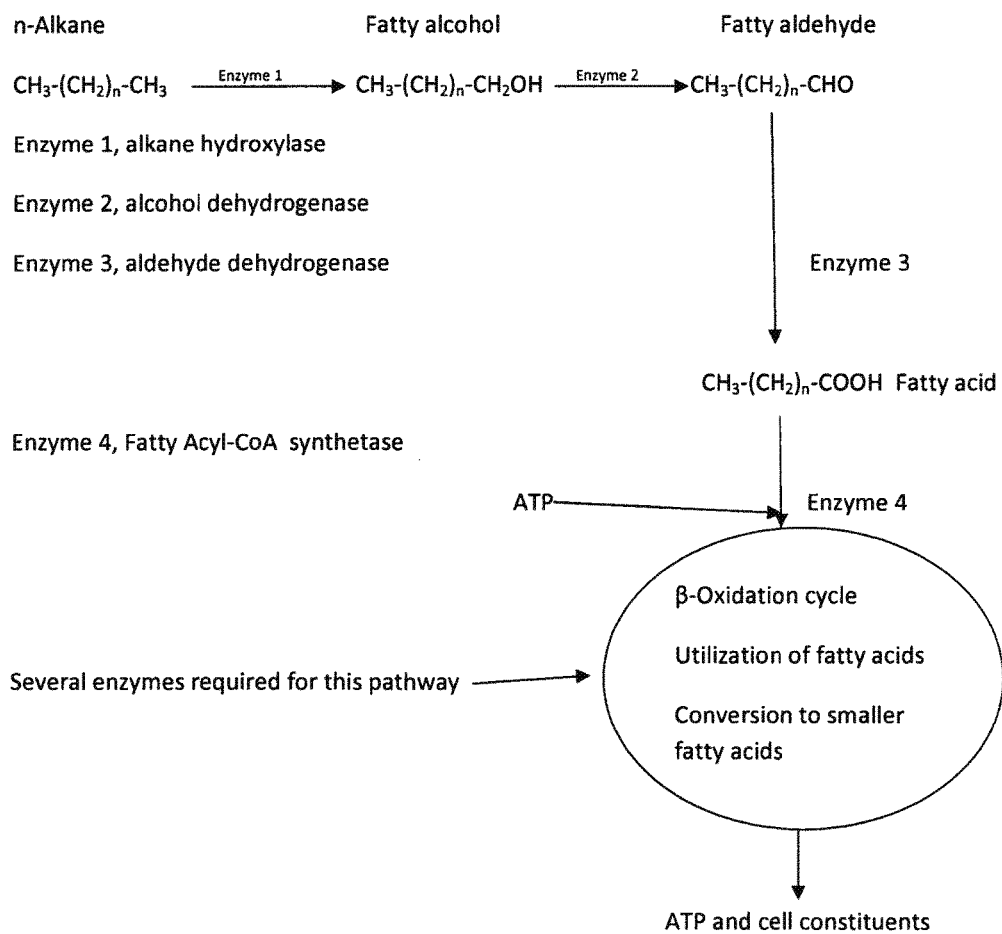 n-Alkane Fatty alcohol Fatty aldehyde
CH₃-(CH₂)ₙ-CH₃ Enzyme 1 CH₃-(CH₂)ₙ-CH₂OH Enzyme 2 CH₃-(CH₂)ₙ-CHO
Enzyme 1, alkane hydroxylase
Enzyme 2, alcohol dehydrogenase
Enzyme 3, aldehyde dehydrogenase Enzyme 3
CH₃-(CH₂)ₙ-COOH Fatty acid
Enzyme 4, Fatty Acyl-CoA synthetase
ATP Enzyme 4
β-Oxidation cycle
Utilization of fatty acids
Several enzymes required for this pathway
Conversion to smaller
fatty acids
ATP and cell constituents